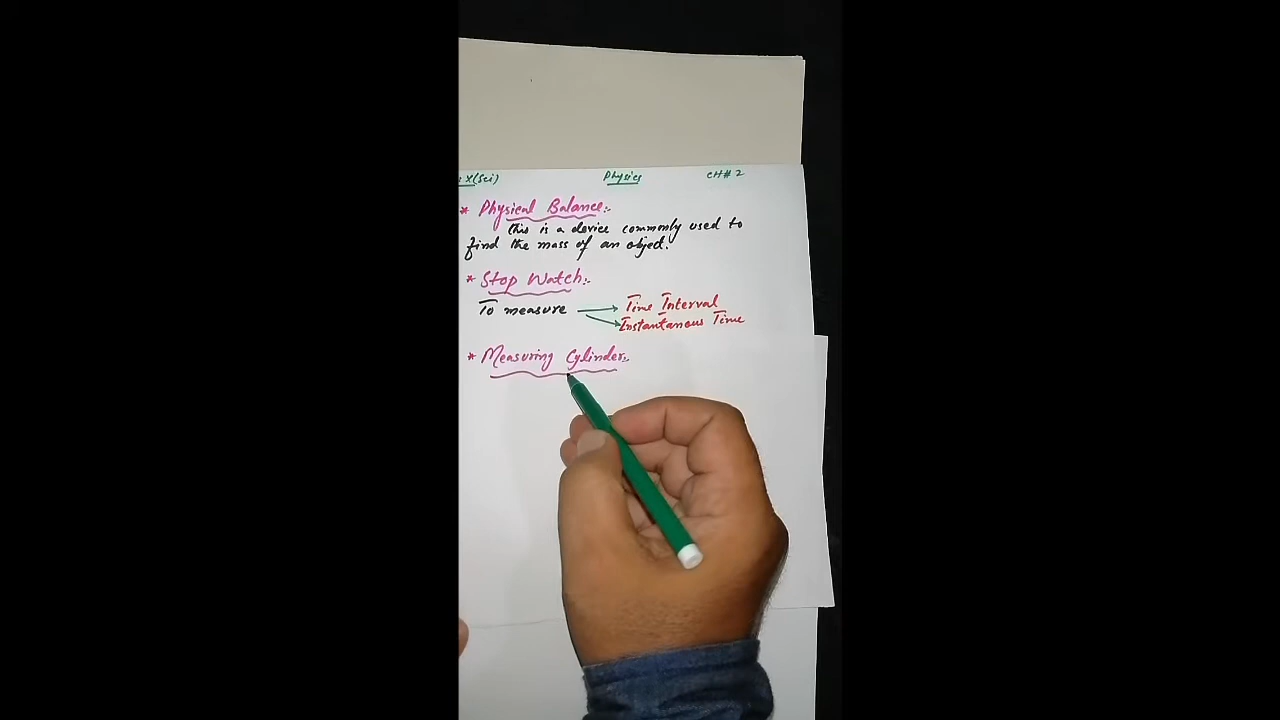 : X(Sci) Physics CH# 2
* Physical Balance:-
this is a device commonly used to
find the mass of an object.
* Stop Watch:-
To measure → Time Interval
→ Instantanous Time
* Measuring Cylinder:-